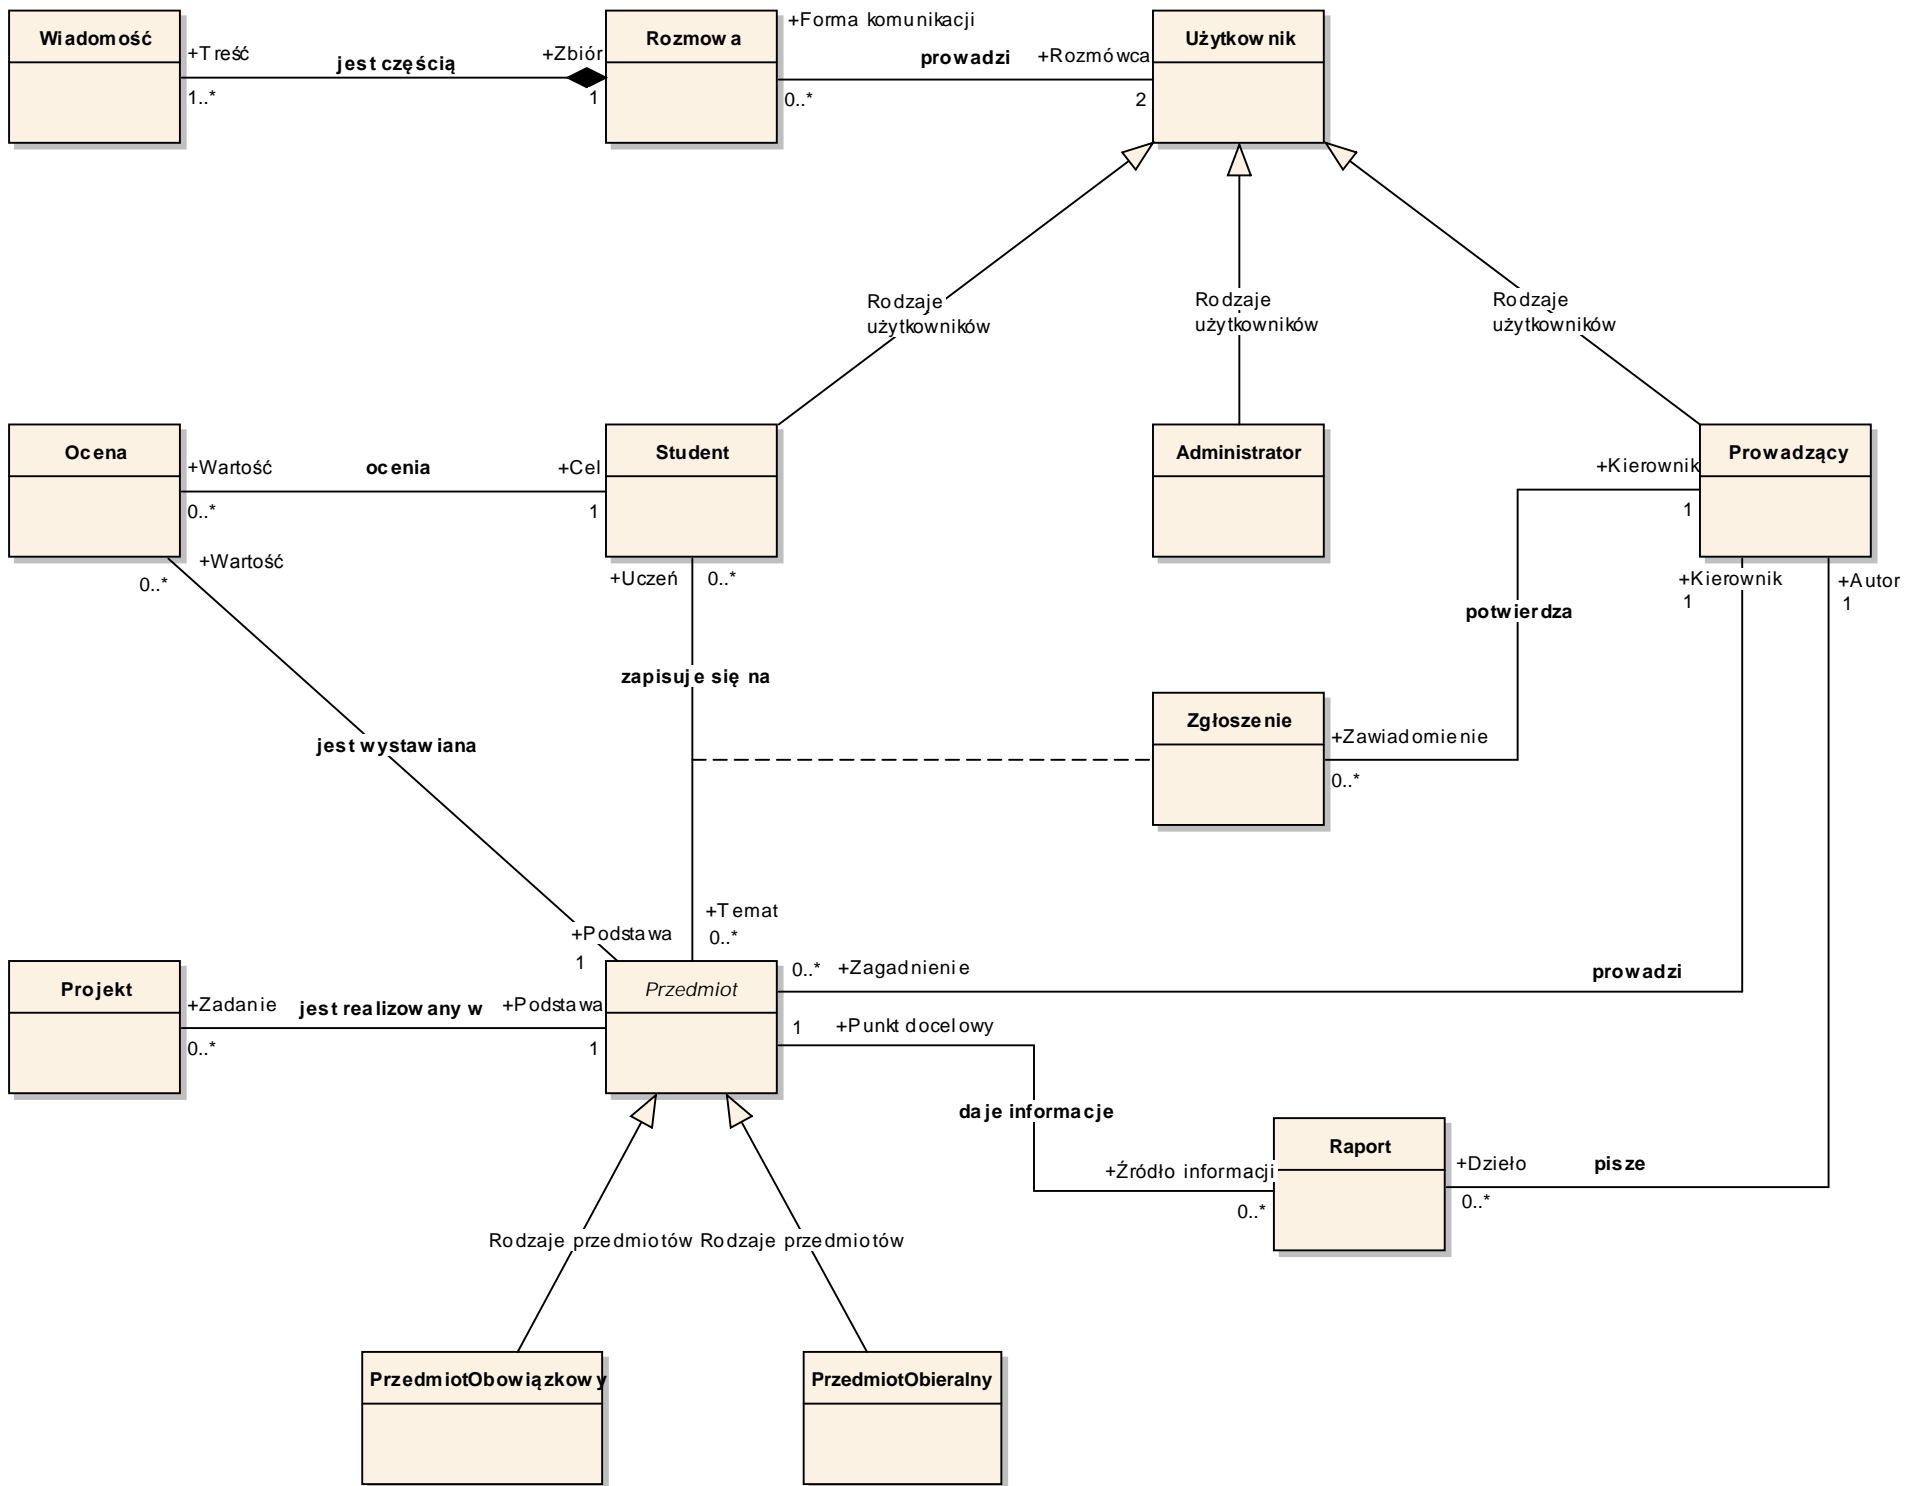 Wiadomość
+Treść
jest częścią
+Zbiór
1..*
1
Rozmowa
+Forma komunikacji
prowadzi
+Rozmówca
0..*
2
Użytkownik
Rodzaje
użytkowników
Rodzaje
użytkowników
Rodzaje
użytkowników
Ocena
+Wartość
ocenia
+Cel
0..*
1
Student
Administrator
+Kierownik
1
Prowadzący
+Wartość
0..*
+Uczeń
0..*
+Kierownik
1
+Autor
1
potwierdza
zapisuje się na
Zgłoszenie
+Zawiadomienie
0..*
jest wystawiana
+Temat
0..*
+Podstawa
1
0..*
+Zagadnienie
prowadzi
Projekt
+Zadanie
jest realizowany w
+Podstawa
0..*
1
Przedmiot
1
+Punkt docelowy
daje informacje
+Źródło informacji
0..*
Raport
+Dzieło
pisze
0..*
Rodzaje przedmiotów
Rodzaje przedmiotów
PrzedmiotObowiązkowy
PrzedmiotObieralny